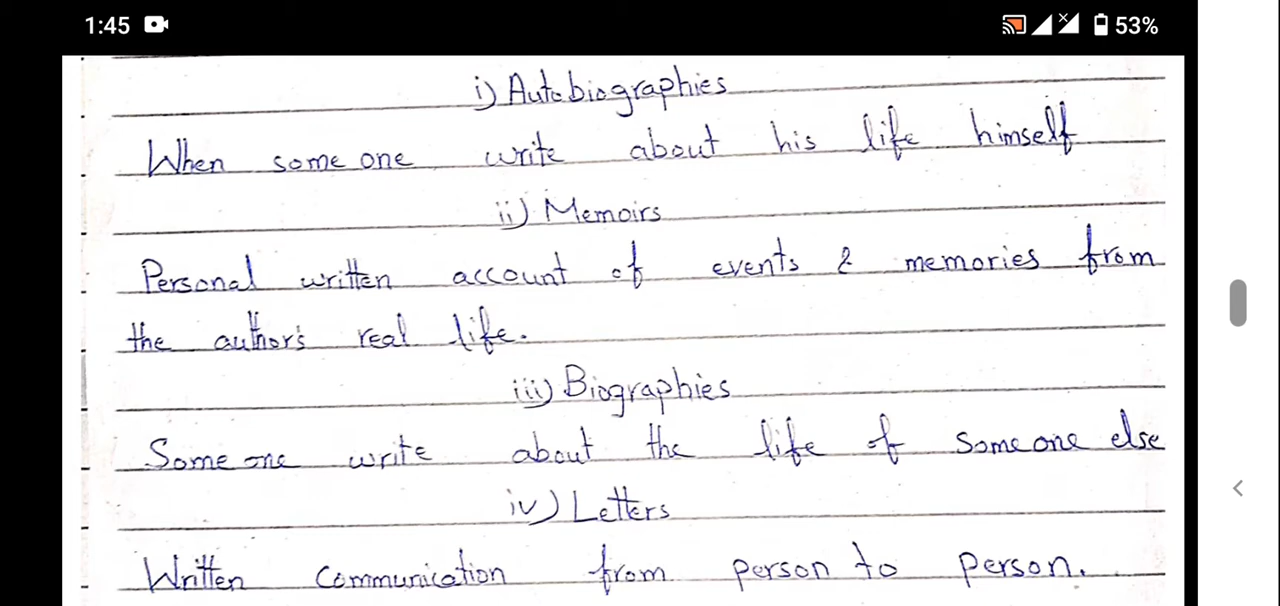 1:45
53%
i) Autobiographies
When some one write about his life himself
ii) Memoirs
Personal written account of events & memories from
the author's real life.
iii) Biographies
Some one write about the life of someone else
iv) Letters
Written Communication from person to person.